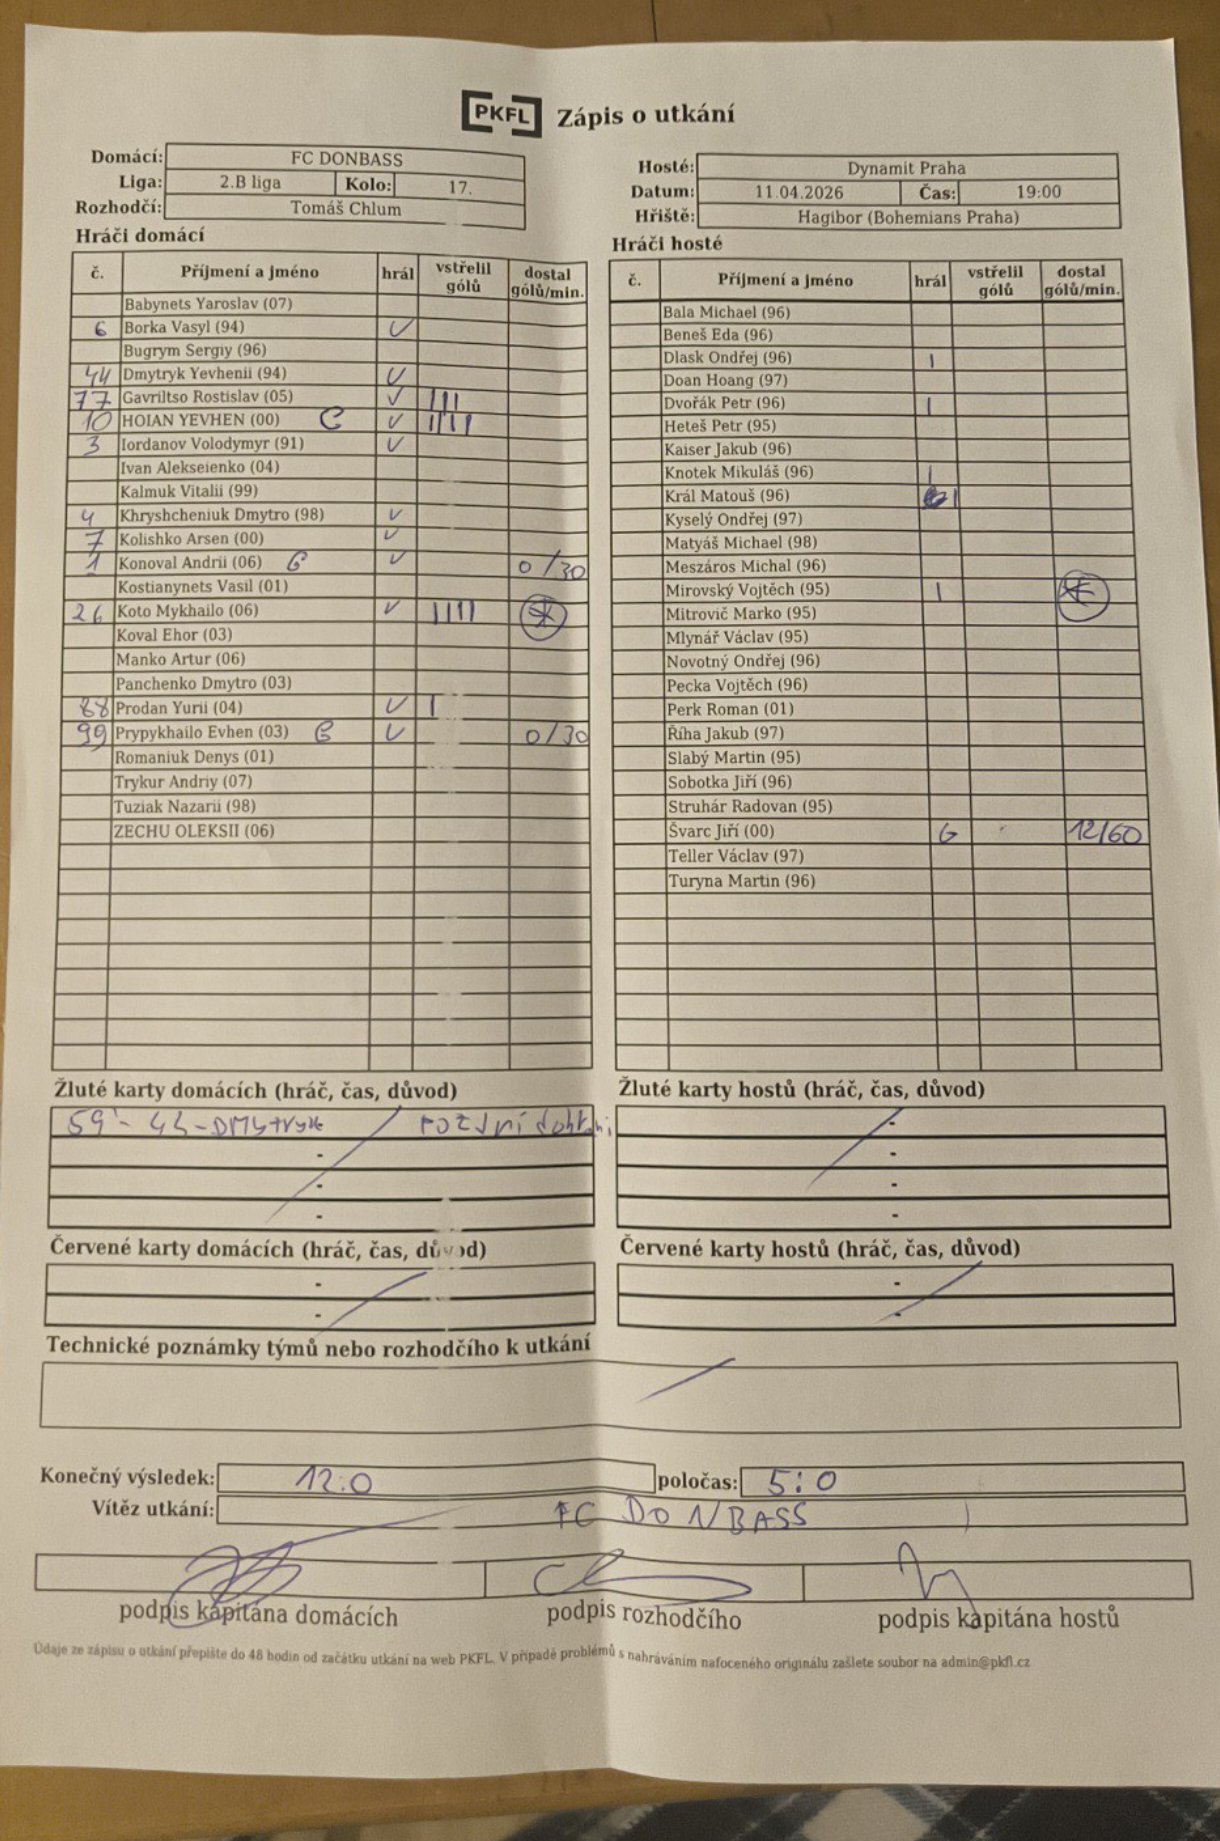 PKFL Zápis o utkání
Domácí: FC DONBASS
Liga: 2.B liga Kolo: 17.
Rozhodčí: Tomáš Chlum
Hosté: Dynamit Praha
Datum: 11.04.2026 Čas: 19:00
Hřiště: Hagibor (Bohemians Praha)
Hráči domácí
č. Příjmení a jméno hrál vstřelil gólů dostal gólů/min.
Babynets Yaroslav (07)
6 Borka Vasyl (94) V
Bugrym Sergiy (96)
44 Dmytryk Yevhenii (94) V
77 Gavriltso Rostislav (05) V III
10 HOIAN YEVHEN (00) C V IIII
3 Iordanov Volodymyr (91) V
Ivan Alekseienko (04)
Kalmuk Vitalii (99)
4 Khryshcheniuk Dmytro (98) V
7 Kolishko Arsen (00) V
1 Konoval Andrii (06) G V 0/30
Kostianynets Vasil (01)
26 Koto Mykhailo (06) V IIII
Koval Ehor (03)
Manko Artur (06)
Panchenko Dmytro (03)
88 Prodan Yurii (04) V I
99 Prypykhailo Evhen (03) G V 0/30
Romaniuk Denys (01)
Trykur Andriy (07)
Tuziak Nazarii (98)
ZECHU OLEKSII (06)
Hráči hosté
č. Příjmení a jméno hrál vstřelil gólů dostal gólů/min.
Bala Michael (96)
Beneš Eda (96)
Dlask Ondřej (96) I
Doan Hoang (97)
Dvořák Petr (96) I
Heteš Petr (95)
Kaiser Jakub (96)
Knotek Mikuláš (96) I
Král Matouš (96) I
Kyselý Ondřej (97)
Matyáš Michael (98)
Meszáros Michal (96)
Mirovský Vojtěch (95) I
Mitrovič Marko (95)
Mlynář Václav (95)
Novotný Ondřej (96)
Pecka Vojtěch (96)
Perk Roman (01)
Říha Jakub (97)
Slabý Martin (95)
Sobotka Jiří (96)
Struhár Radovan (95)
Švarc Jiří (00) G 12/60
Teller Václav (97)
Turyna Martin (96)
Žluté karty domácích (hráč, čas, důvod)
59' - 44 - DMytryk
-
-
-
Žluté karty hostů (hráč, čas, důvod)
-
-
-
-
Červené karty domácích (hráč, čas, důvod)
-
-
Červené karty hostů (hráč, čas, důvod)
-
-
Technické poznámky týmů nebo rozhodčího k utkání
Konečný výsledek: 12:0 poločas: 5:0
Vítěz utkání: FC DONBASS
podpis kapitána domácích podpis rozhodčího podpis kapitána hostů
Údaje ze zápisu o utkání přepište do 48 hodin od začátku utkání na web PKFL. V případě problémů s nahráváním nafoceného originálu zašlete soubor na admin@pkfl.cz